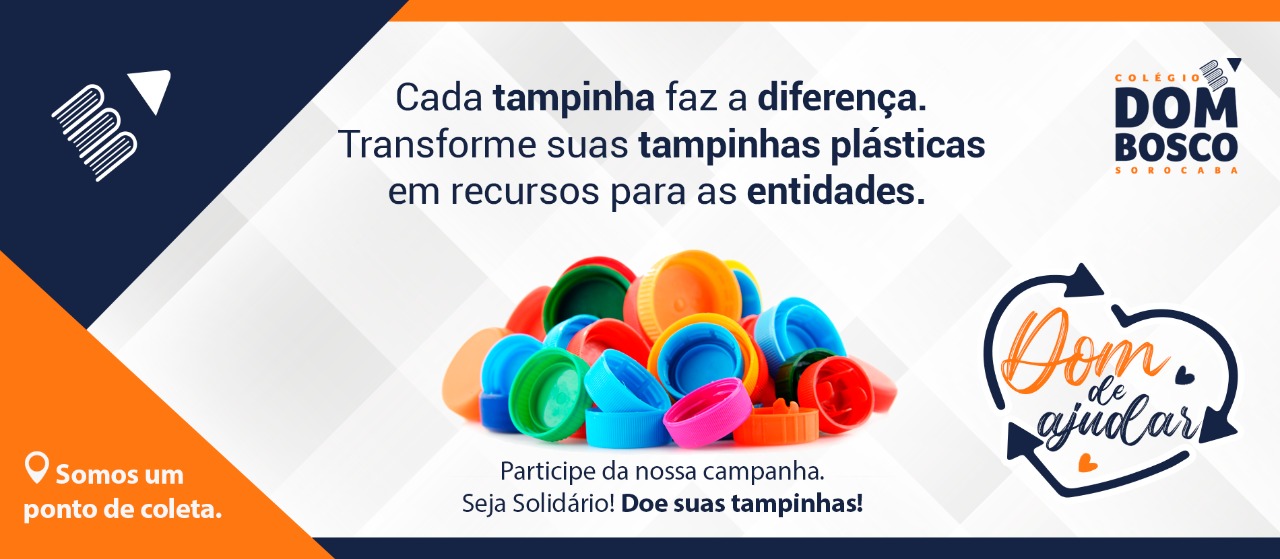 Cada tampinha faz a diferença.
Transforme suas tampinhas plásticas
em recursos para as entidades.
COLÉGIO
DOM
BOSCO
SOROCABA
Dom
de
ajudar
Participe da nossa campanha.
Seja Solidário! Doe suas tampinhas!
Somos um
ponto de coleta.